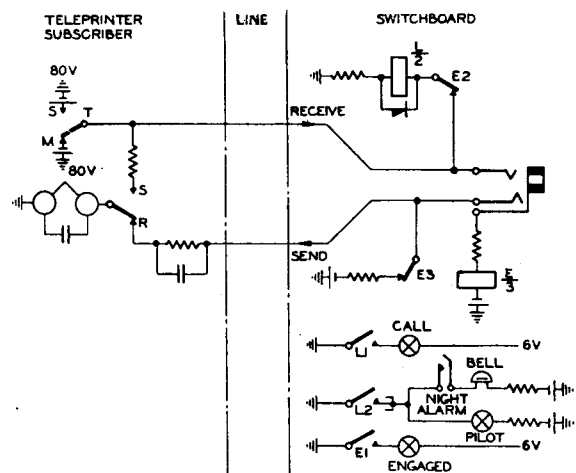 TELEPRINTER
SUBSCRIBER
LINE
SWITCHBOARD
80V
S
T
M
80V
S
R
RECEIVE
SEND
L
2
E2
E3
E
3
CALL
L1
6V
BELL
NIGHT
ALARM
L2
PILOT
E1
6V
ENGAGED